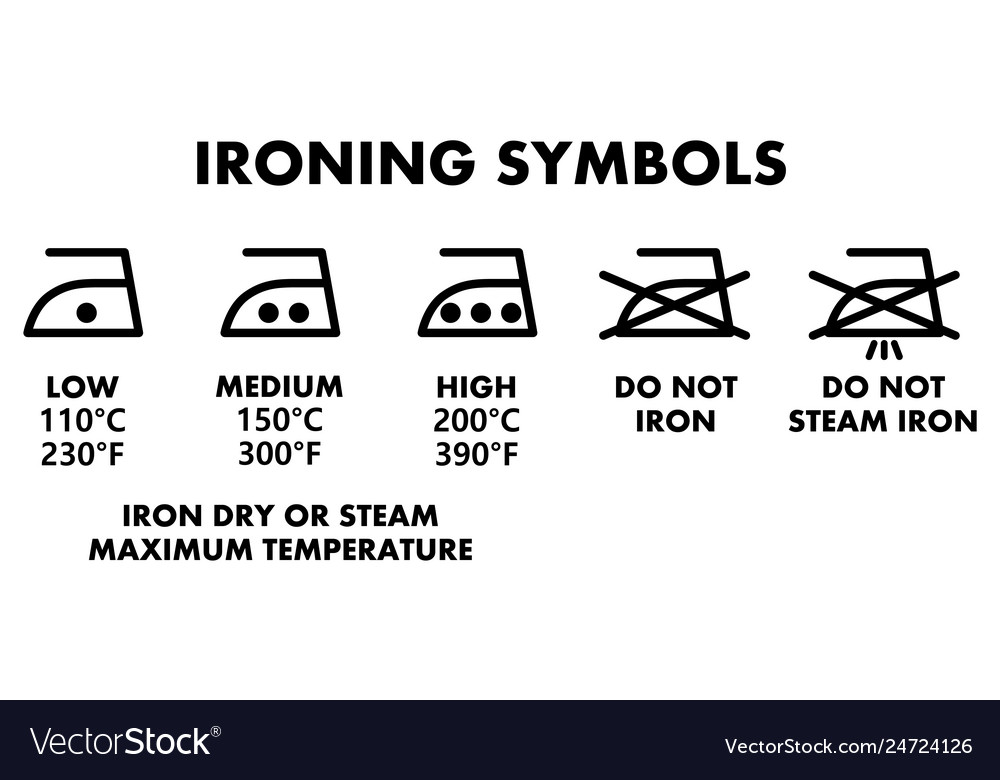 IRONING SYMBOLS
LOW
110°C
230°F
MEDIUM
150°C
300°F
HIGH
200°C
390°F
DO NOT
IRON
DO NOT
STEAM IRON
IRON DRY OR STEAM
MAXIMUM TEMPERATURE
VectorStock®
VectorStock.com/24724126